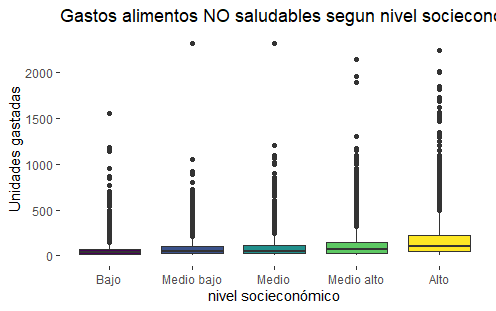 Gastos alimentos NO saludables segun nivel socieconó
Unidades gastadas
2000
1500
1000
500
0
Bajo Medio bajo Medio Medio alto Alto
nivel socieconómico